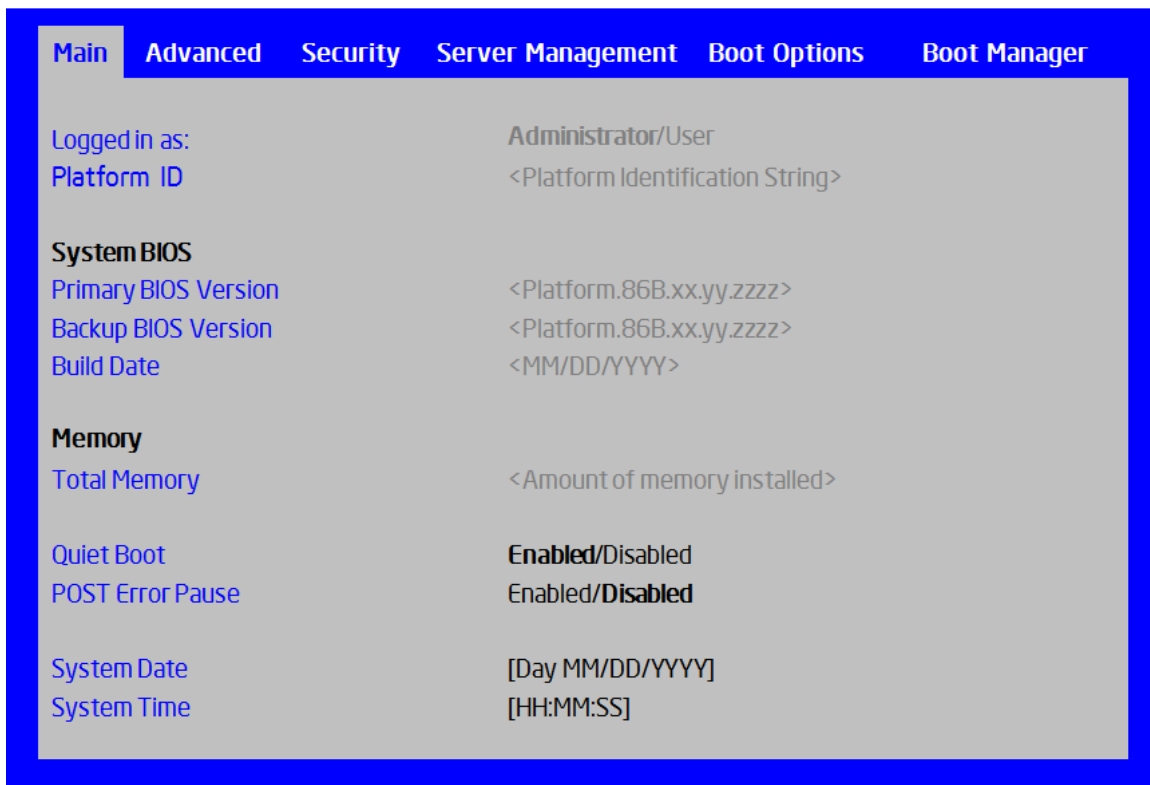 Main Advanced Security Server Management Boot Options Boot Manager
Logged in as: Administrator/User
Platform ID <Platform Identification String>
System BIOS
Primary BIOS Version <Platform.86B.xx.yy.zzzz>
Backup BIOS Version <Platform.86B.xx.yy.zzzz>
Build Date <MM/DD/YYYY>
Memory
Total Memory <Amount of memory installed>
Quiet Boot Enabled/Disabled
POST Error Pause Enabled/Disabled
System Date [Day MM/DD/YYYY]
System Time [HH:MM:SS]